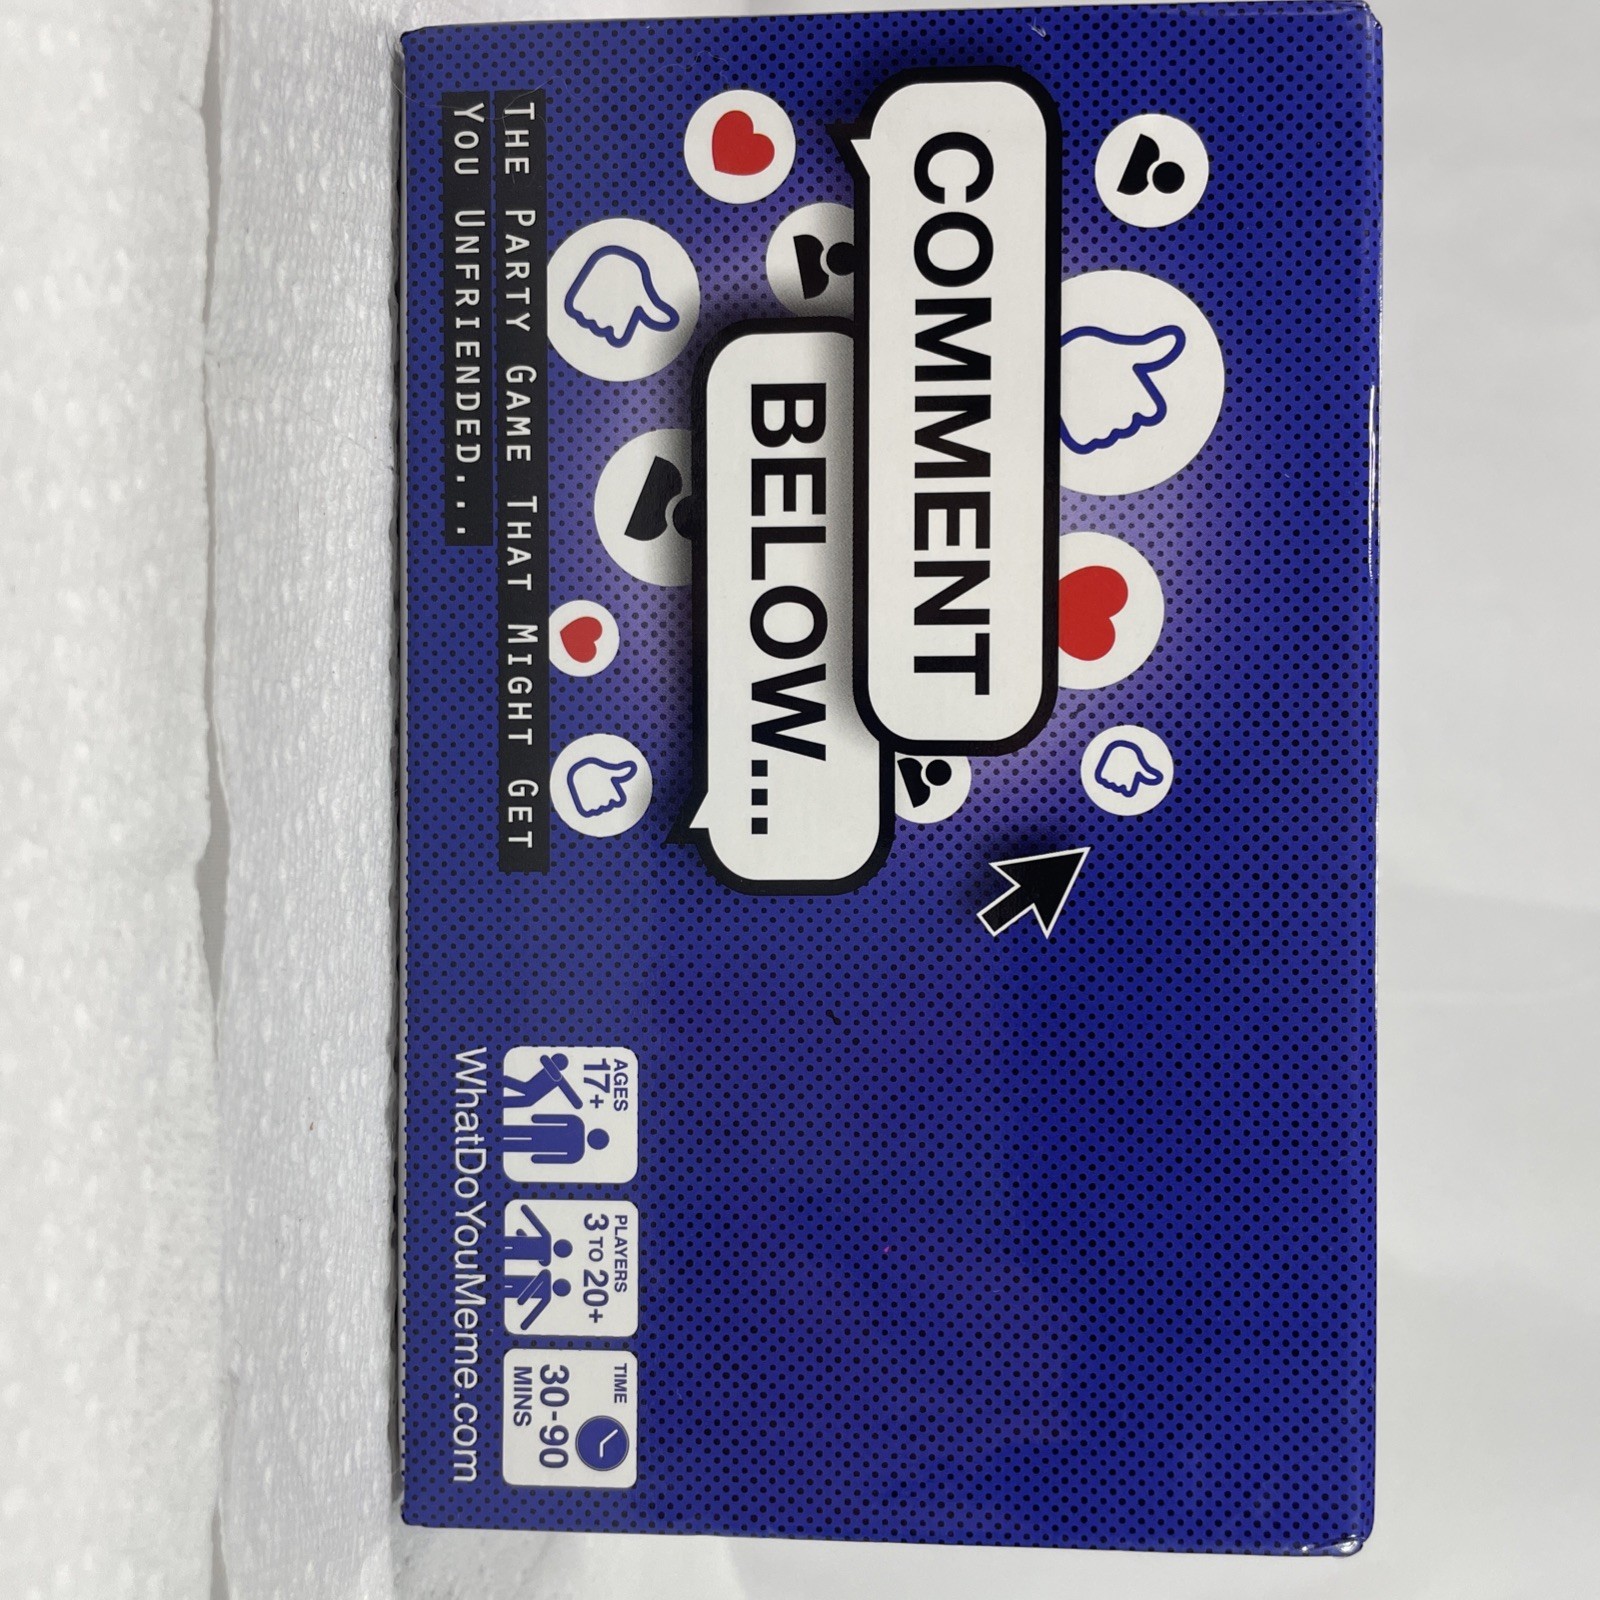 COMMENT
BELOW...
The Party Game That Might Get
You Unfriended...
AGES
17+
PLAYERS
3 TO 20+
TIME
30-90
MINS
WhatDoYouMeme.com